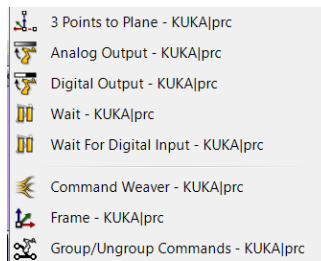 3 Points to Plane - KUKA|prc
Analog Output - KUKA|prc
Digital Output - KUKA|prc
Wait - KUKA|prc
Wait For Digital Input - KUKA|prc
Command Weaver - KUKA|prc
Frame - KUKA|prc
Group/Ungroup Commands - KUKA|prc